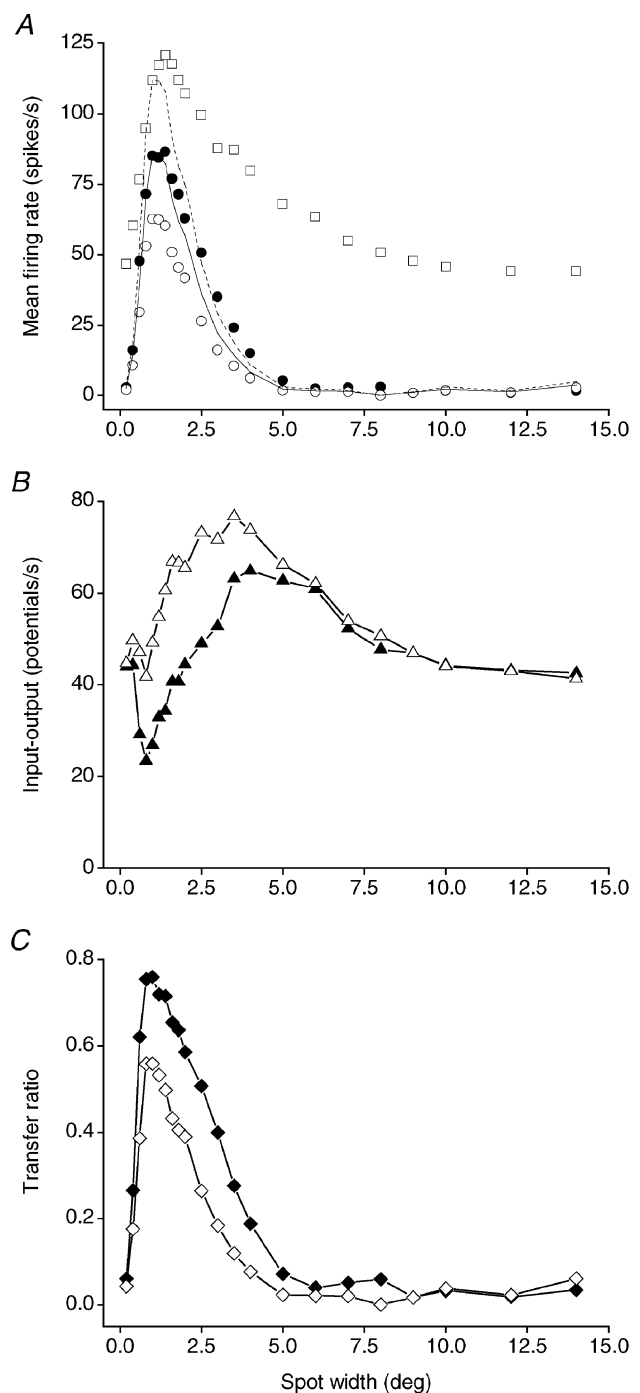 A
125
100
75
50
25
0
Mean firing rate (spikes/s)
0.0 2.5 5.0 7.5 10.0 12.5 15.0
B
80
60
40
20
0
Input-output (potentials/s)
0.0 2.5 5.0 7.5 10.0 12.5 15.0
C
0.8
0.6
0.4
0.2
0.0
Transfer ratio
0.0 2.5 5.0 7.5 10.0 12.5 15.0
Spot width (deg)